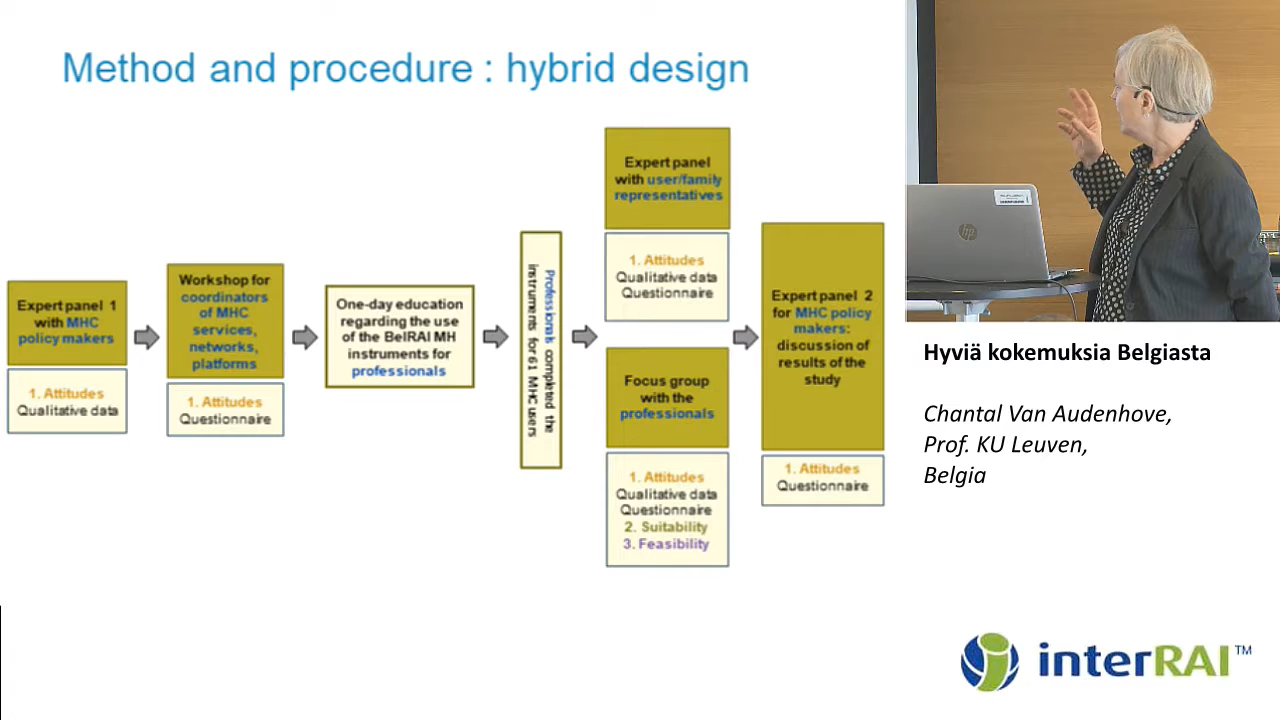 Method and procedure : hybrid design
Expert panel 1
with MHC
policy makers
1. Attitudes
Qualitative data
Workshop for
coordinators
of MHC
services,
networks,
platforms
1. Attitudes
Questionnaire
One-day education
regarding the use
of the BelRAI MH
instruments for
professionals
Professionals completed the
instruments for 61 MHC users
Expert panel
with user/family
representatives
1. Attitudes
Qualitative data
Questionnaire
Focus group
with the
professionals
1. Attitudes
Qualitative data
Questionnaire
2. Suitability
3. Feasibility
Expert panel 2
for MHC policy
makers:
discussion of
results of the
study
1. Attitudes
Questionnaire
hp
Hyviä kokemuksia Belgiasta
Chantal Van Audenhove,
Prof. KU Leuven,
Belgia
interRAI™